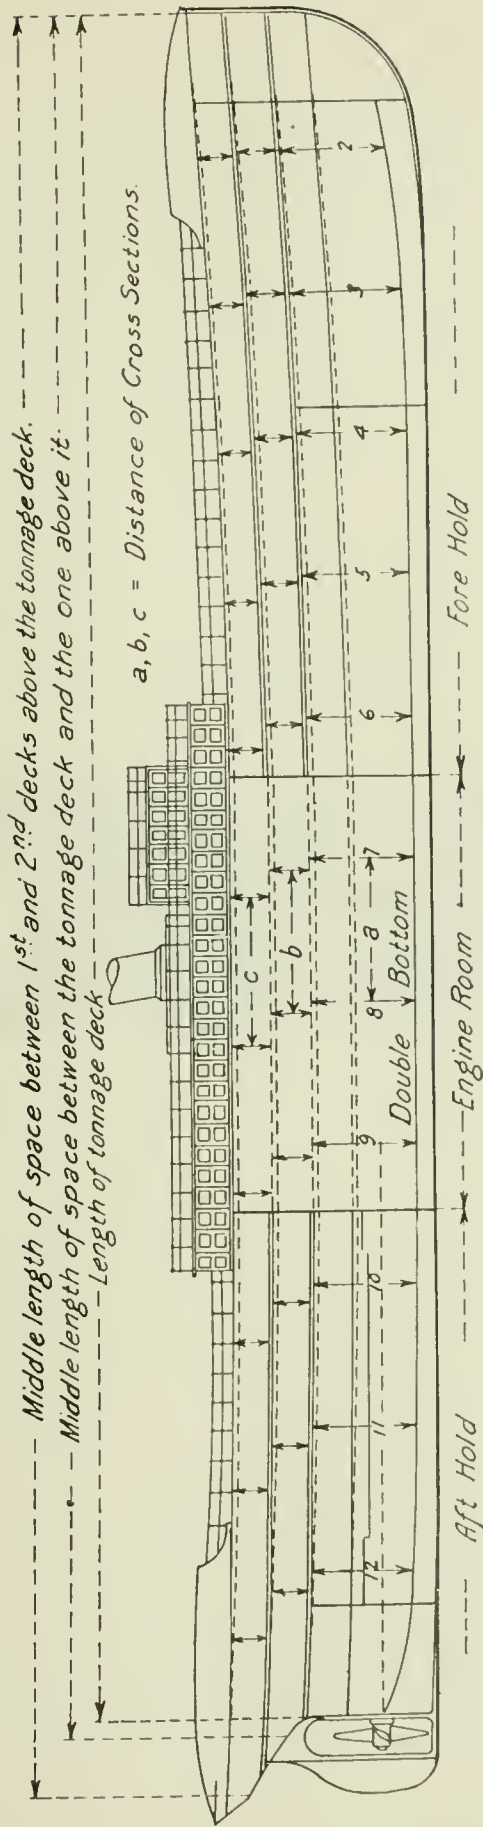 Middle length of space between 1st and 2nd decks above the tonnage deck.
Middle length of space between the tonnage deck and the one above it
Length of tonnage deck
a, b, c = Distance of Cross Sections.
c
b
a
12
11
10
9
8
7
6
5
4
3
2
Double Bottom
Aft Hold
Engine Room
Fore Hold